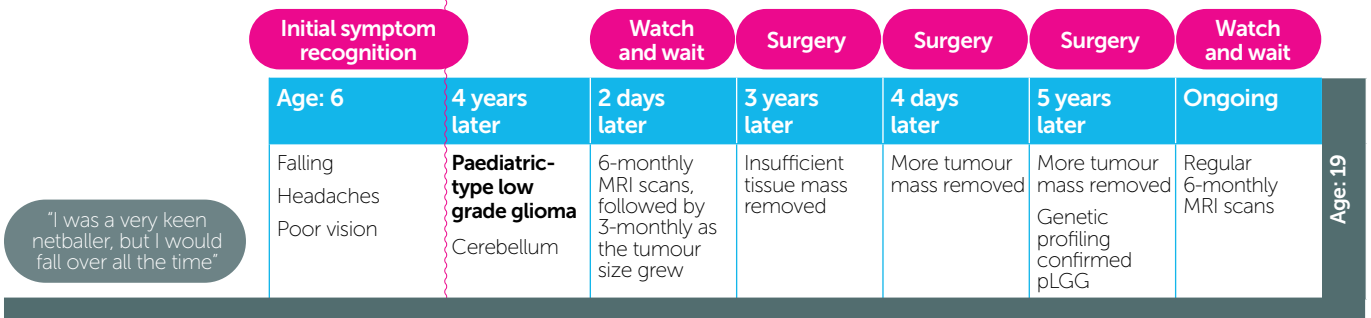 Initial symptom
recognition
Watch
and wait
Surgery
Surgery
Surgery
Watch
and wait
Age: 6
4 years
later
2 days
later
3 years
later
4 days
later
5 years
later
Ongoing
Falling
Headaches
Poor vision
Paediatric-
type low
grade glioma
Cerebellum
6-monthly
MRI scans,
followed by
3-monthly as
the tumour
size grew
Insufficient
tissue mass
removed
More tumour
mass removed
More tumour
mass removed
Genetic
profiling
confirmed
pLGG
Regular
6-monthly
MRI scans
Age: 19
"I was a very keen
netballer, but I would
fall over all the time"